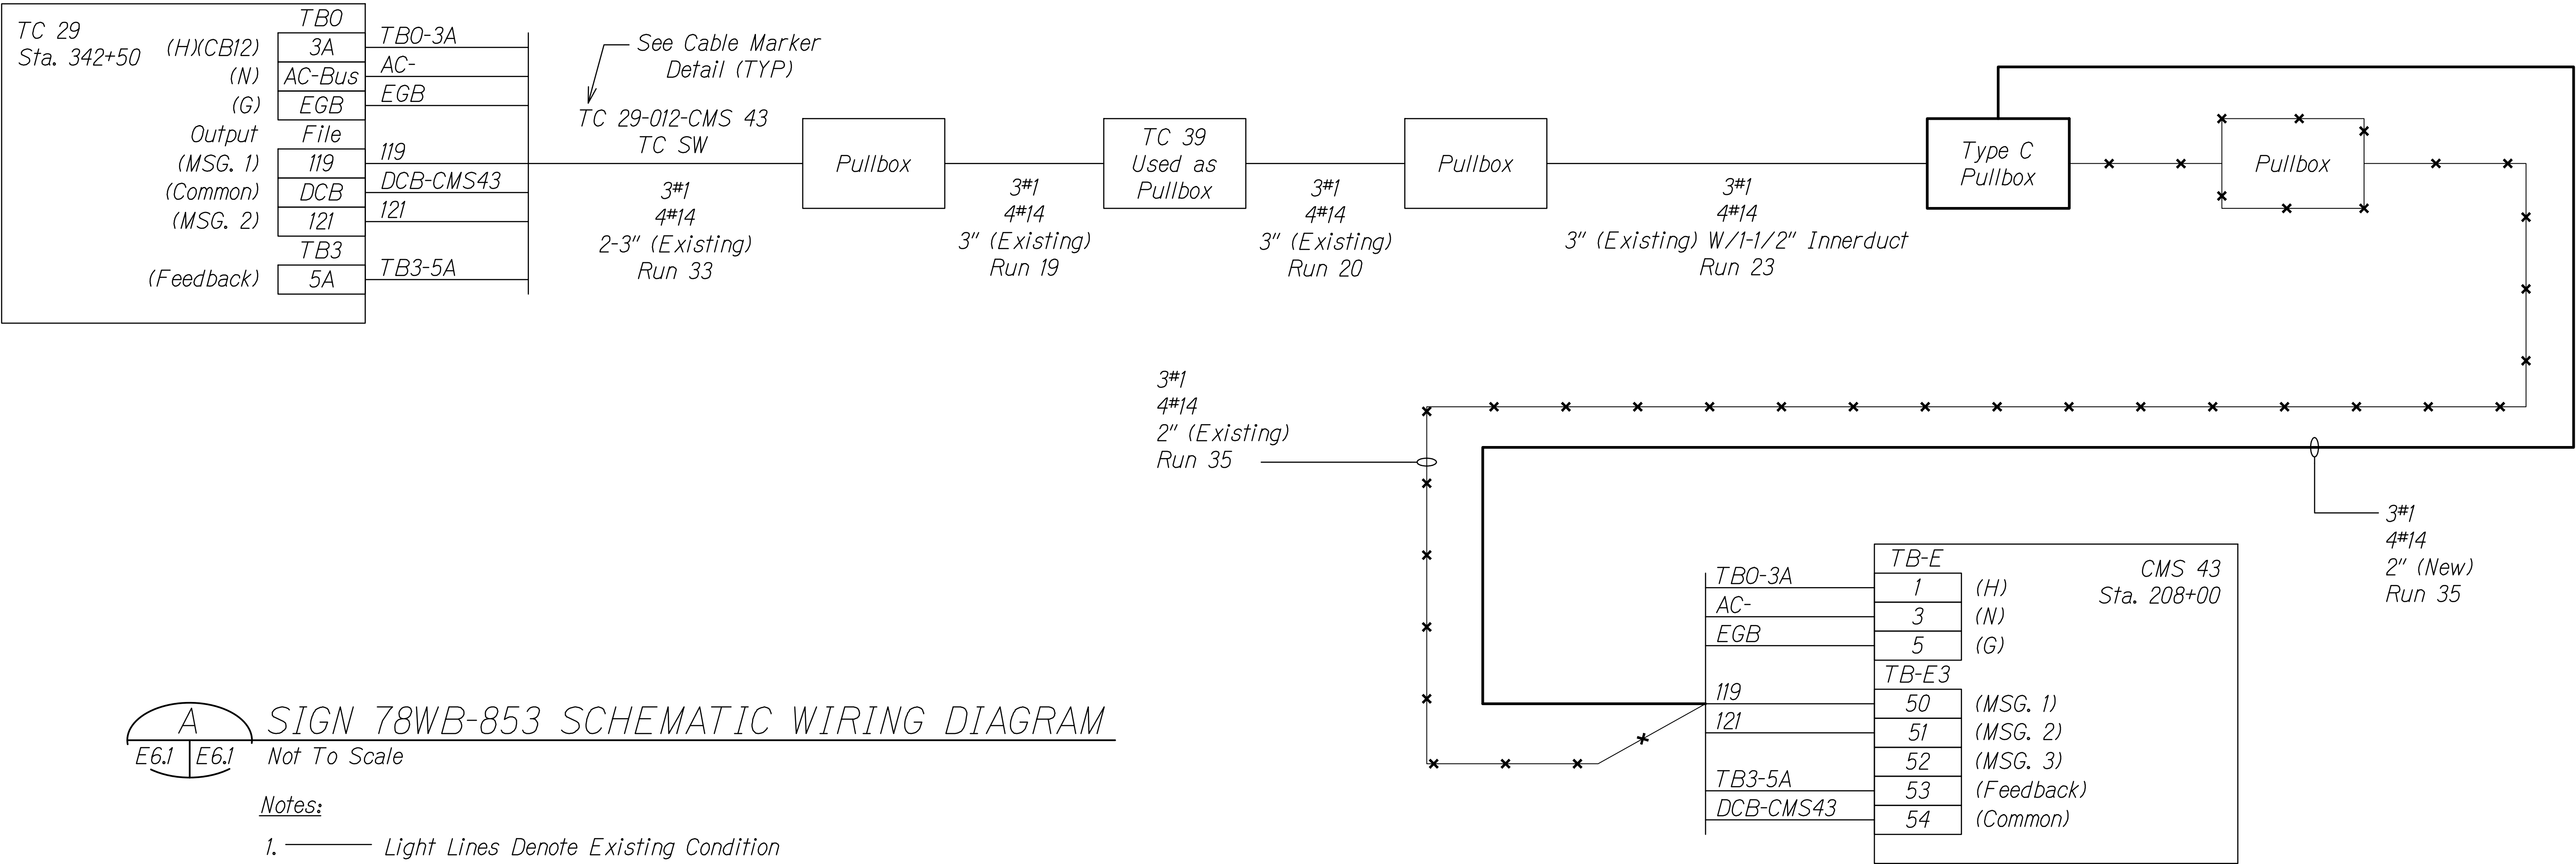 TC 29
Sta. 342+50
TBO
(H)(CB12) 3A TBO-3A
(N) AC-Bus AC-
(G) EGB EGB
Output File
(MSG. 1) 119 119
(Common) DCB DCB-CMS43
(MSG. 2) 121 121
TB3
(Feedback) 5A TB3-5A
See Cable Marker
Detail (TYP)
TC 29-012-CMS 43
TC SW
3#1
4#14
2-3" (Existing)
Run 33
Pullbox
3#1
4#14
3" (Existing)
Run 19
TC 39
Used as
Pullbox
3#1
4#14
3" (Existing)
Run 20
Pullbox
3#1
4#14
3" (Existing) W/1-1/2" Innerduct
Run 23
Type C
Pullbox
Pullbox
3#1
4#14
2" (Existing)
Run 35
3#1
4#14
2" (New)
Run 35
CMS 43
Sta. 208+00
TB-E
TBO-3A 1 (H)
AC- 3 (N)
EGB 5 (G)
TB-E3
119 50 (MSG. 1)
121 51 (MSG. 2)
52 (MSG. 3)
TB3-5A 53 (Feedback)
DCB-CMS43 54 (Common)
A
E6.1 E6.1
SIGN 78WB-853 SCHEMATIC WIRING DIAGRAM
Not To Scale
Notes:
1. Light Lines Denote Existing Condition